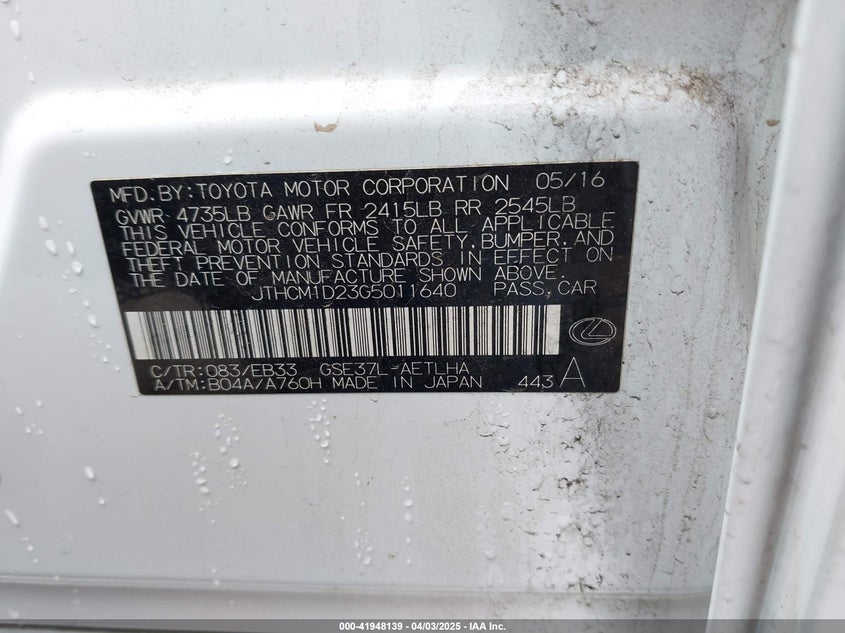 MFD. BY: TOYOTA MOTOR CORPORATION 05/16
GVWR 4735LB GAWR FR 2415LB RR 2545LB
THIS VEHICLE CONFORMS TO ALL APPLICABLE
FEDERAL MOTOR VEHICLE SAFETY, BUMPER, AND
THEFT PREVENTION STANDARDS IN EFFECT ON
THE DATE OF MANUFACTURE SHOWN ABOVE.
JTHCM1D23G5011640 PASS, CAR
C/TR: 083/EB33 GSE37L-AETLHA
A/TM: B04A/A760H MADE IN JAPAN 443 A
000-41948139 - 04/03/2025 - IAA Inc.